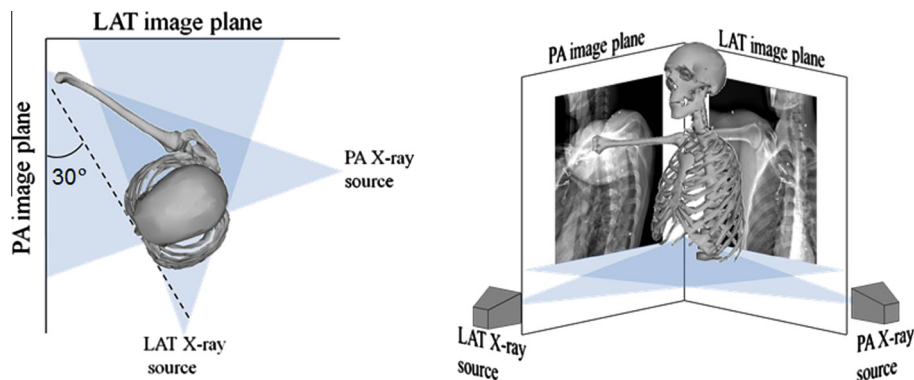 LAT image plane
PA image plane
30°
PA X-ray
source
LAT X-ray
source
PA image plane
LAT image plane
LAT X-ray
source
PA X-ray
source